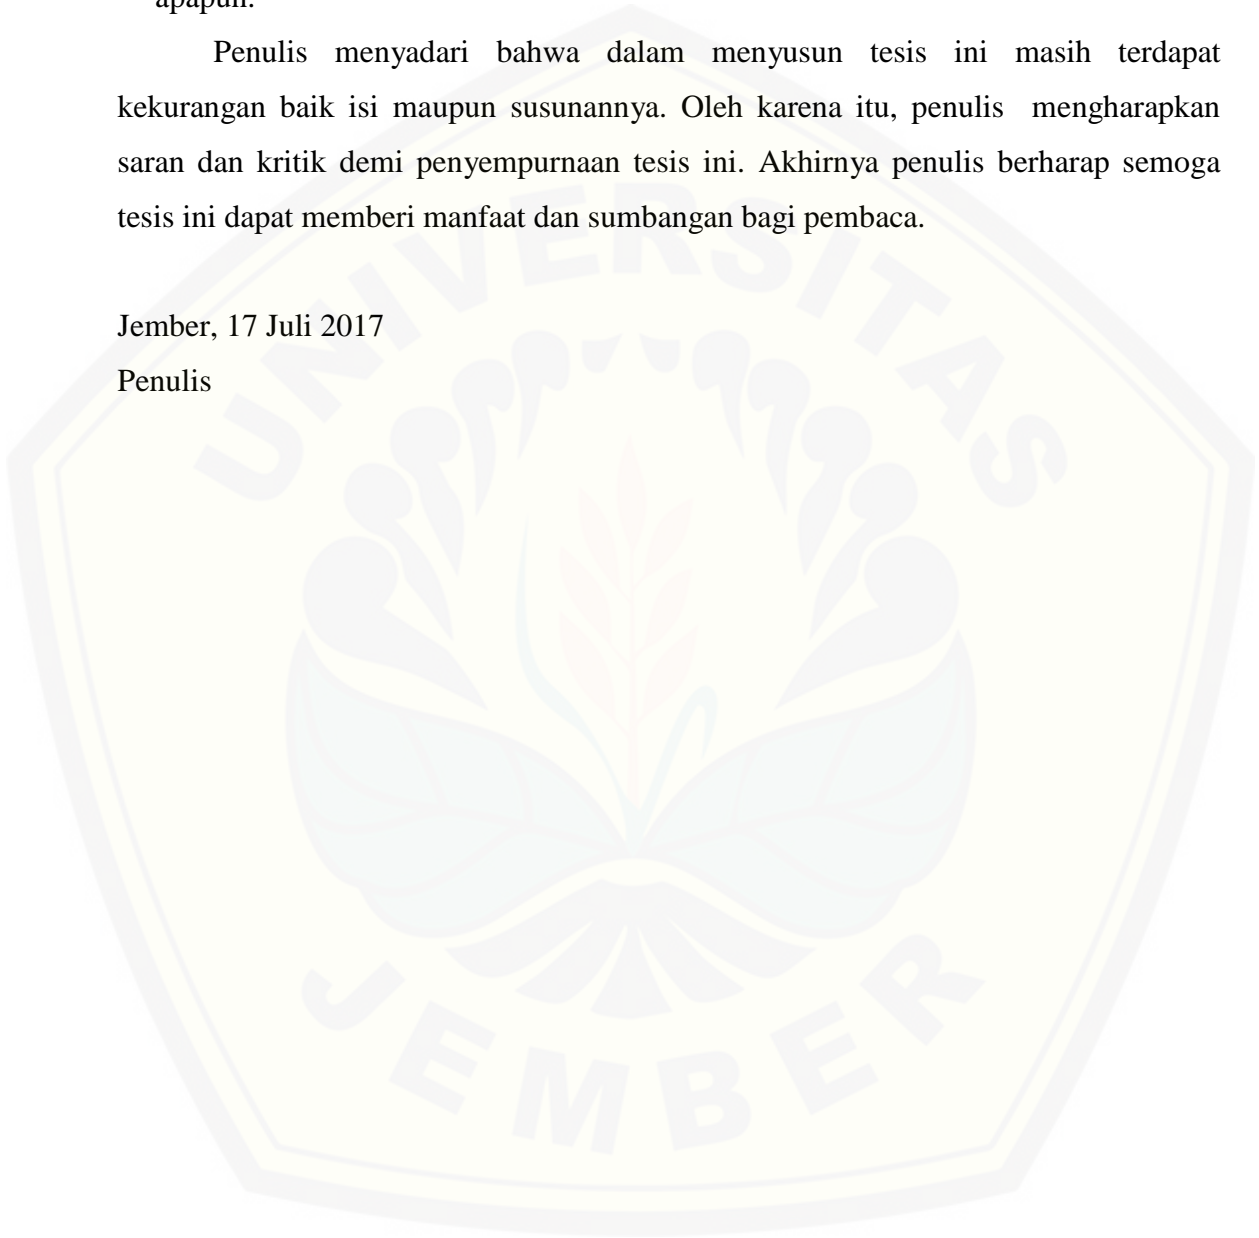 apapun.
Penulis menyadari bahwa dalam menyusun tesis ini masih terdapat
kekurangan baik isi maupun susunannya. Oleh karena itu, penulis mengharapkan
saran dan kritik demi penyempurnaan tesis ini. Akhirnya penulis berharap semoga
tesis ini dapat memberi manfaat dan sumbangan bagi pembaca.
Jember, 17 Juli 2017
Penulis
UNIVERSITAS
JEMBER